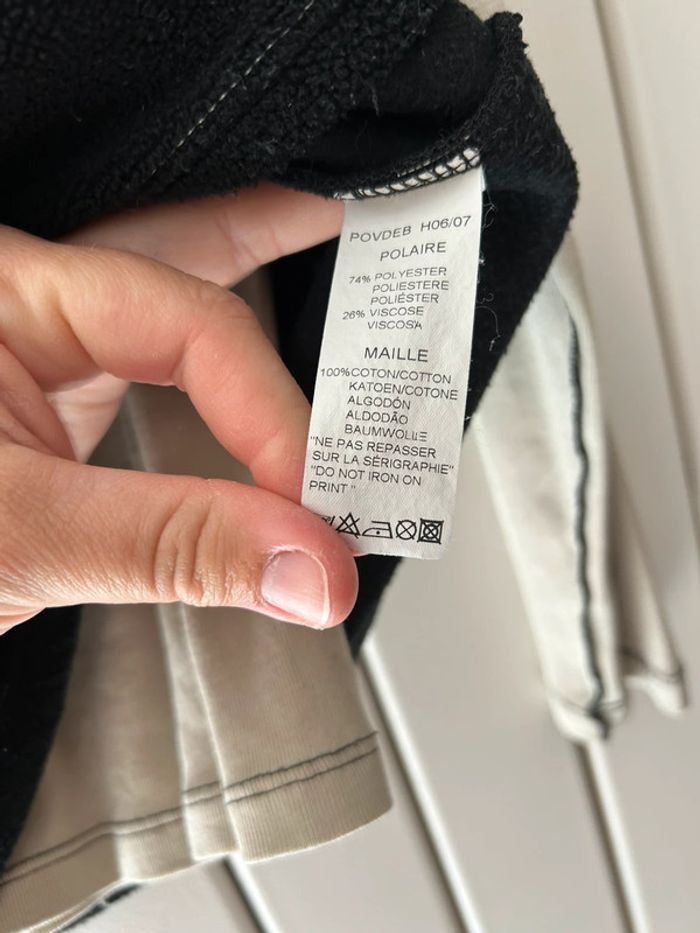 POVDEB H06/07
POLAIRE
74% POLYESTER
POLIESTERE
POLIÉSTER
26% VISCOSE
VISCOSA
MAILLE
100%COTON/COTTON
KATOEN/COTONE
ALGODÓN
ALDODÃO
BAUMWOLLE
"NE PAS REPASSER
SUR LA SÉRIGRAPHIE"
"DO NOT IRON ON
PRINT "